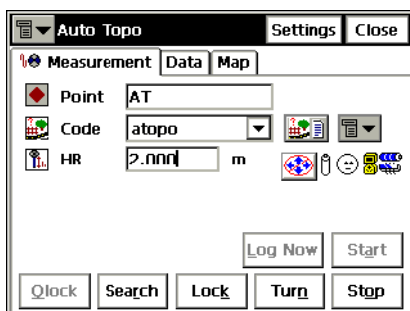 Auto Topo Settings Close
Measurement Data Map
Point AT
Code atopo
HR 2.000 m
Log Now Start
Qlock Search Lock Turn Stop